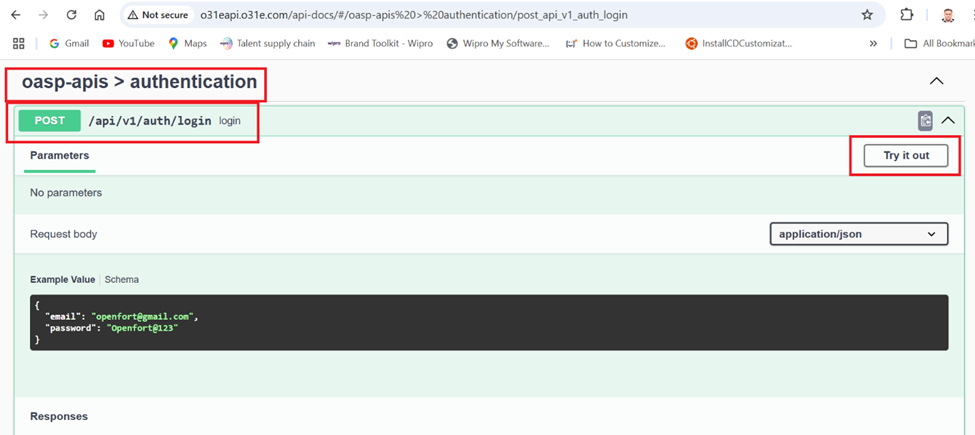 Not secure o31eapi.o31e.com/api-docs/#/oasp-apis%20>%20authentication/post_api_v1_auth_login
Gmail YouTube Maps Talent supply chain wipro Brand Toolkit - Wipro Wipro My Software... How to Customize... InstallCDCustomizat... » All Bookmar
oasp-apis > authentication
POST /api/v1/auth/login login
Parameters Try it out
No parameters
Request body application/json
Example Value Schema
{
"email": "openfort@gmail.com",
"password": "Openfort@123"
}
Responses